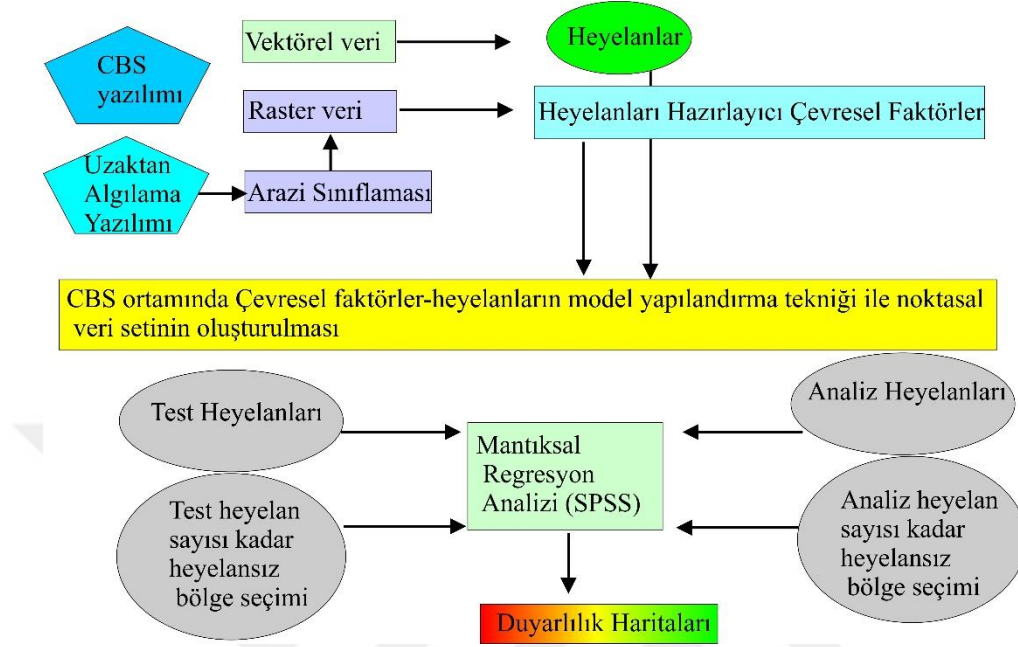 CBS
yazılımı
Vektörel veri
Heyelanlar
Raster veri
Heyelanları Hazırlayıcı Çevresel Faktörler
Uzaktan
Algılama
Yazılımı
Arazi Sınıflaması
CBS ortamında Çevresel faktörler-heyelanların model yapılandırma tekniği ile noktasal
veri setinin oluşturulması
Test Heyelanları
Analiz Heyelanları
Mantıksal
Regresyon
Analizi (SPSS)
Test heyelan
sayısı kadar
heyelansız
bölge seçimi
Analiz heyelan
sayısı kadar
heyelansız
bölge seçimi
Duyarlılık Haritaları